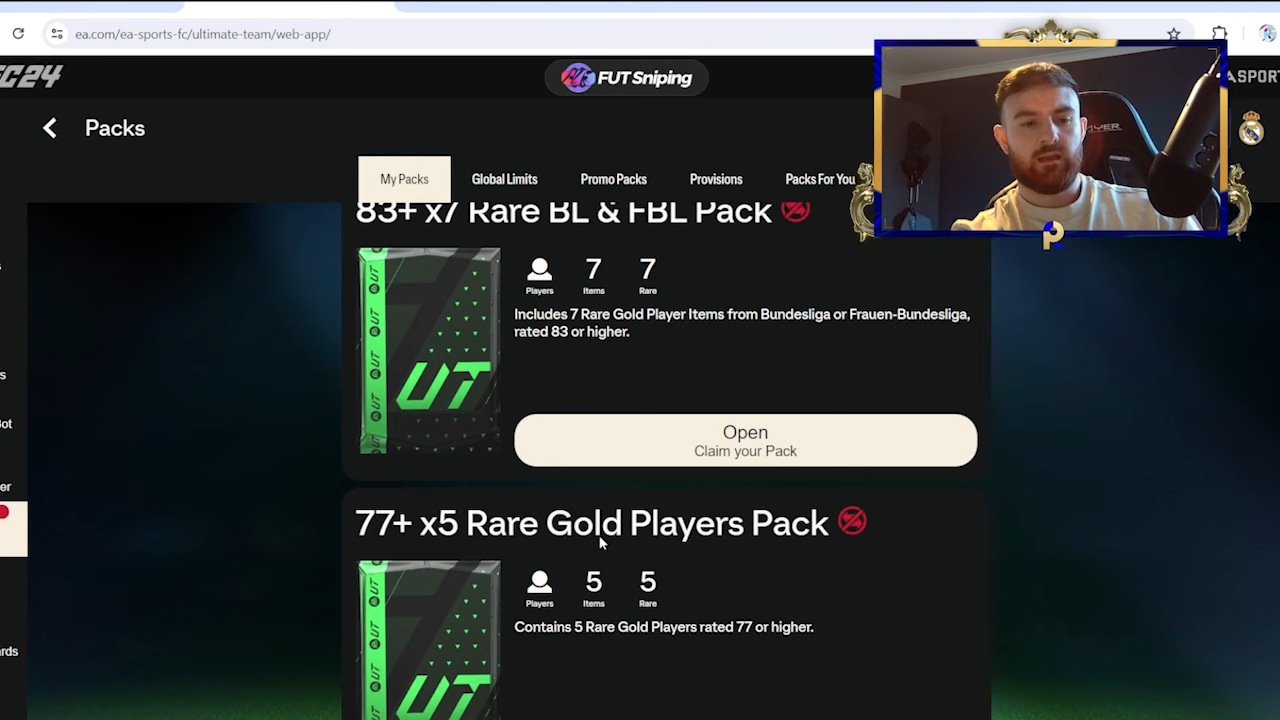 ea.com/ea-sports-fc/ultimate-team/web-app/
C24
FUT Sniping
Packs
My Packs
Global Limits
Promo Packs
Provisions
Packs For You
83+ x7 Rare BL & FBL Pack
7
7
Players
Items
Rare
Includes 7 Rare Gold Player Items from Bundesliga or Frauen-Bundesliga,
rated 83 or higher.
UT
Open
Claim your Pack
77+ x5 Rare Gold Players Pack
5
5
Players
Items
Rare
Contains 5 Rare Gold Players rated 77 or higher.
UT